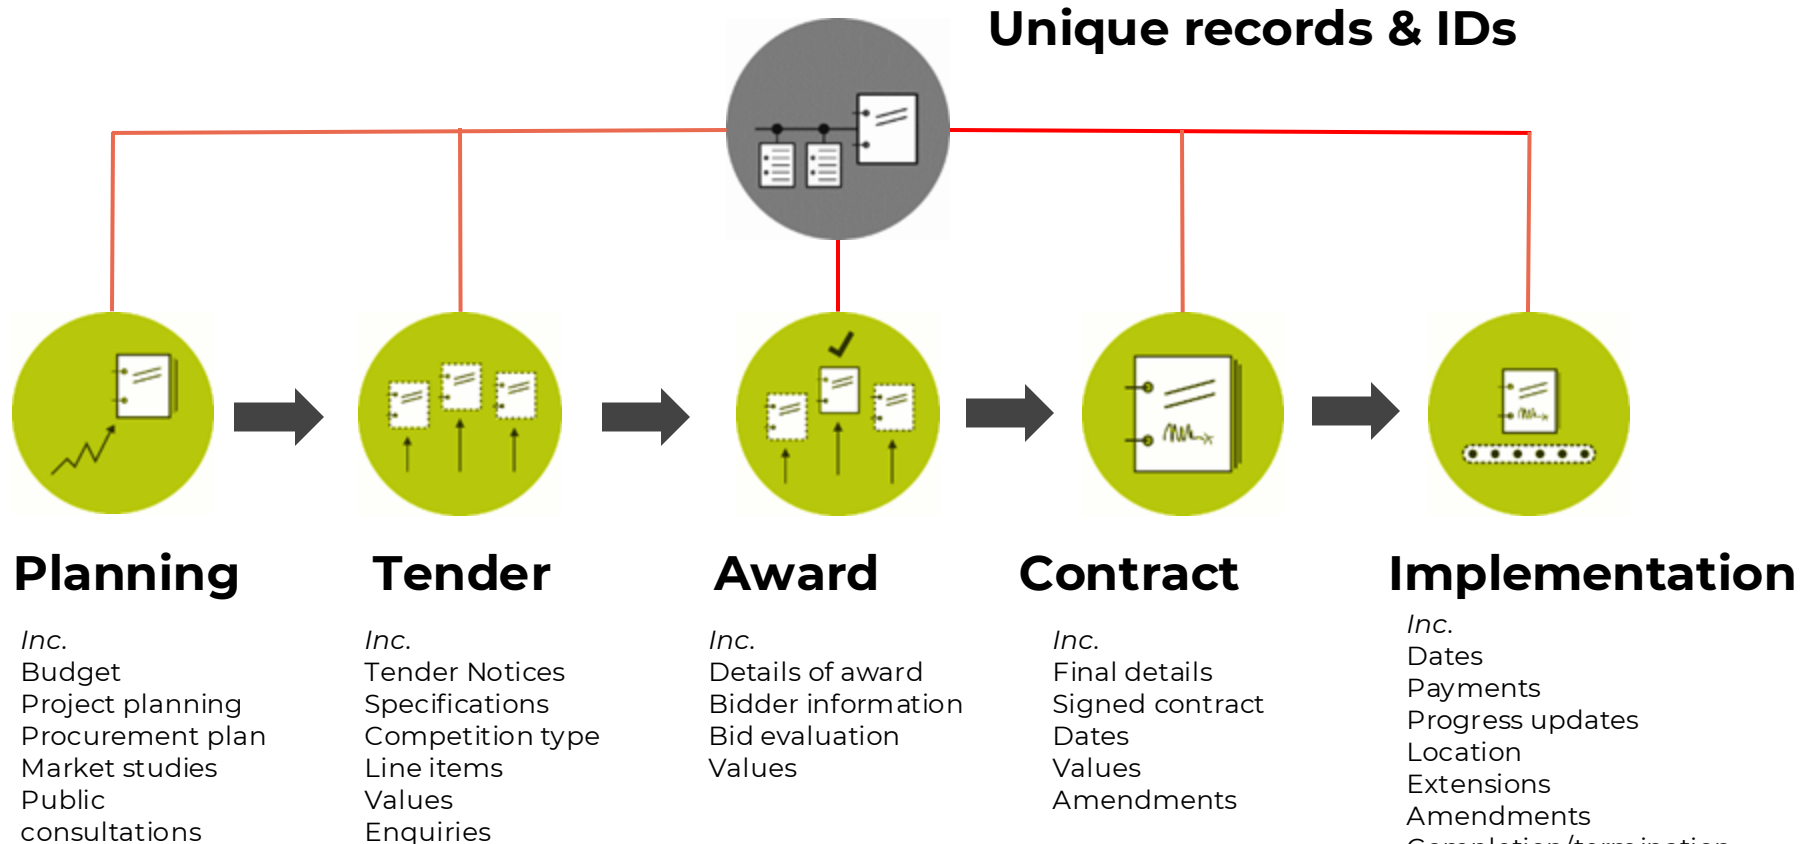 Unique records & IDs
Planning
Inc.
Budget
Project planning
Procurement plan
Market studies
Public
consultations
Tender
Inc.
Tender Notices
Specifications
Competition type
Line items
Values
Enquiries
Award
Inc.
Details of award
Bidder information
Bid evaluation
Values
Contract
Inc.
Final details
Signed contract
Dates
Values
Amendments
Implementation
Inc.
Dates
Payments
Progress updates
Location
Extensions
Amendments
Completion/termination